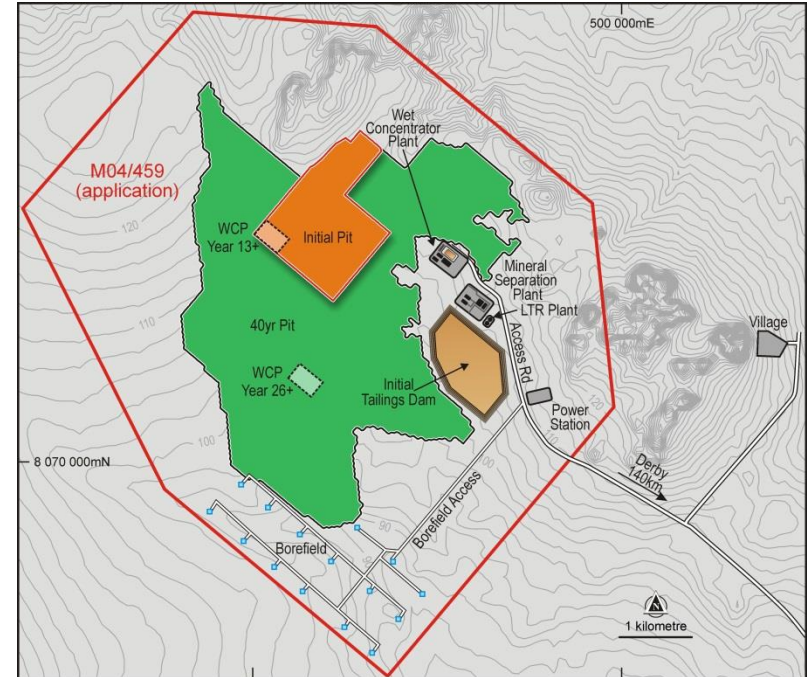 500 000mE
Wet
Concentrator
Plant
M04/459
(application)
120
WCP
Year 13+
Initial Pit
Mineral
Separation
Plant
LTR Plant
Village
110
40yr Pit
Access Rd
WCP
Year 26+
Initial
Tailings Dam
Power
Station
120
110
100
8 070 000mN
Derby
140km
Borefield Access
90
Borefield
N
1 kilometre